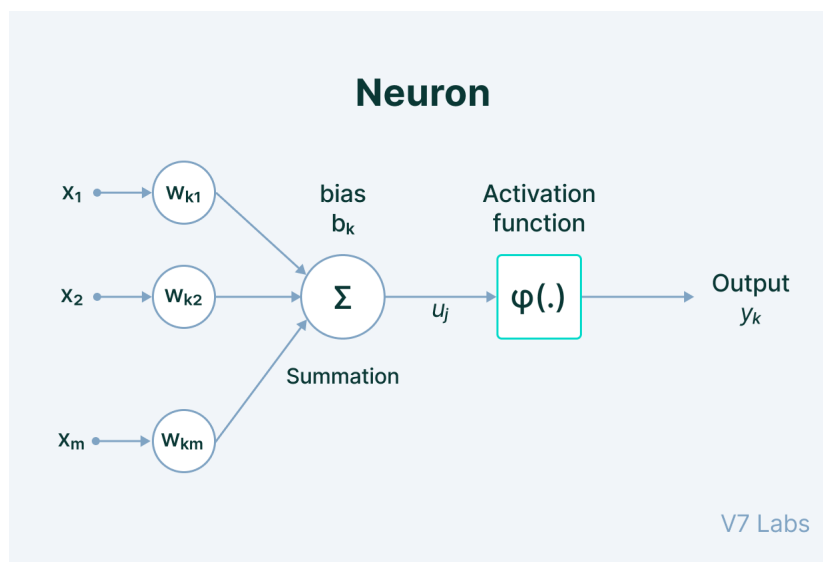 Neuron
x₁
wₖ₁
bias
bₖ
Activation
function
x₂
wₖ₂
Σ
uⱼ
φ(.)
Output
yₖ
Summation
xₘ
wₖₘ
V7 Labs